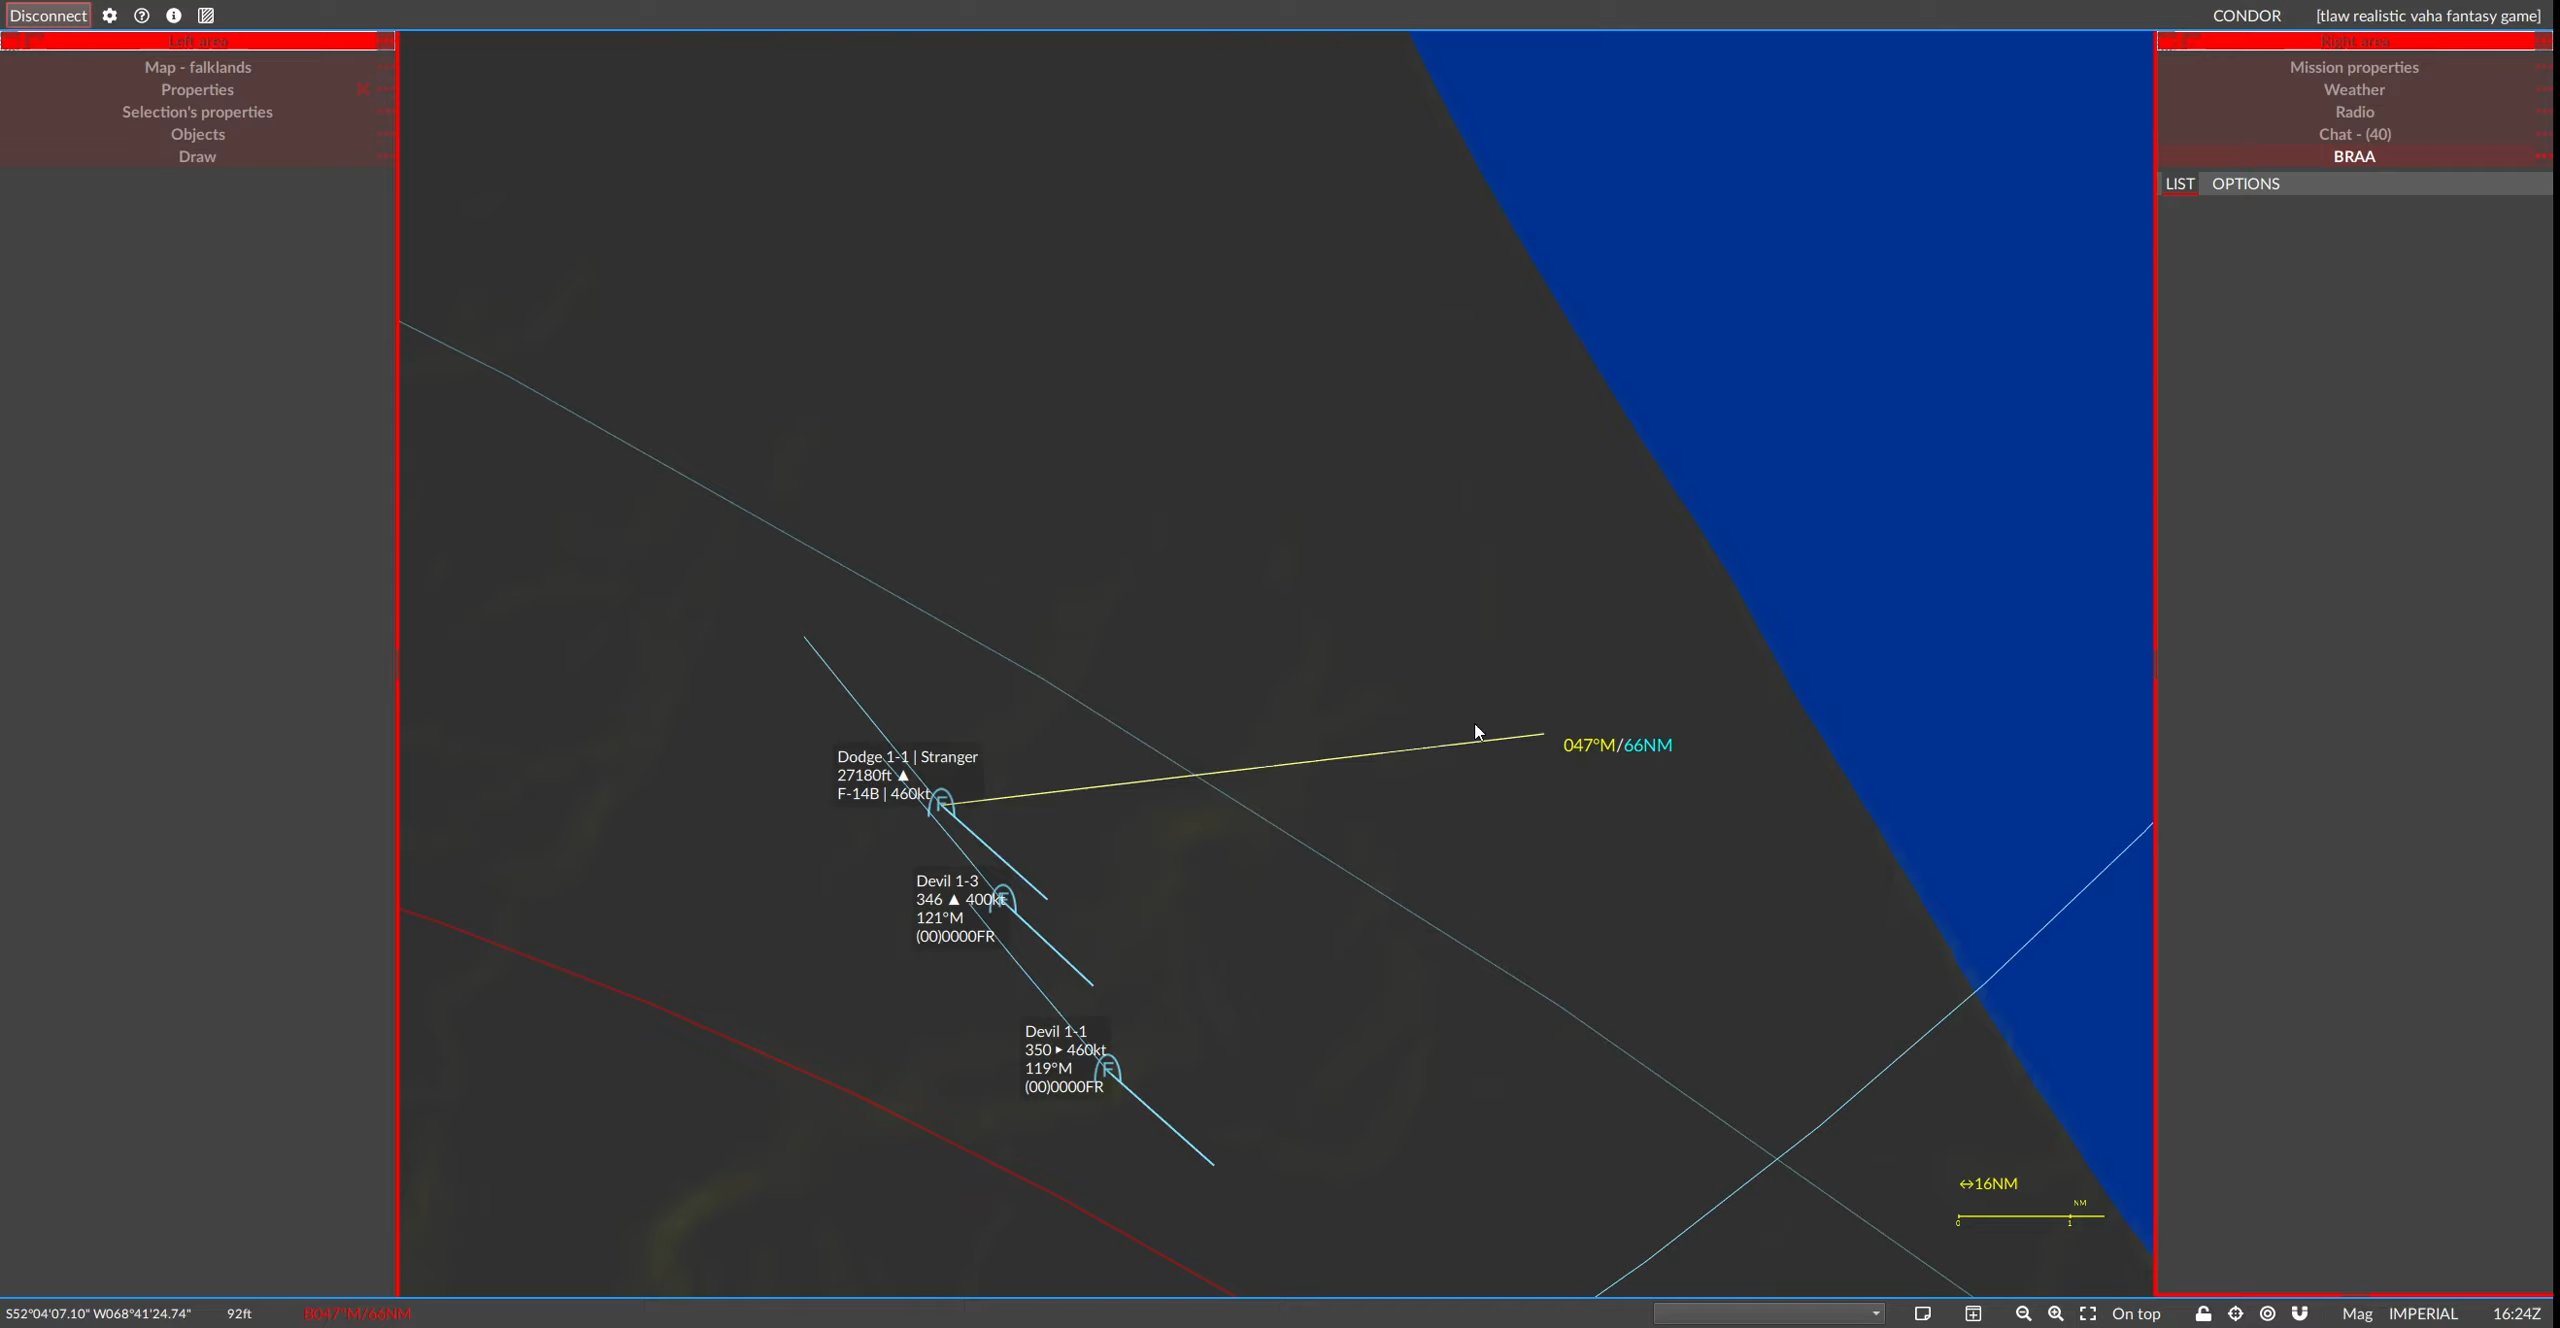 Disconnect
CONDOR [tlaw realistic vaha fantasy game]
Left area
Map - falklands
Properties
Selection's properties
Objects
Draw
Right area
Mission properties
Weather
Radio
Chat - (40)
BRAA
LIST OPTIONS
047°M/66NM
Dodge 1-1 | Stranger
27180ft ▲
F-14B | 460kt
F
Devil 1-3
346 ▲ 400kt
121°M
(00)0000FR
F
Devil 1-1
350 ▸ 460kt
119°M
(00)0000FR
F
↔16NM
NM
0 1
S52°04'07.10" W068°41'24.74" 92ft B047°M/66NM
On top Mag IMPERIAL 16:24Z